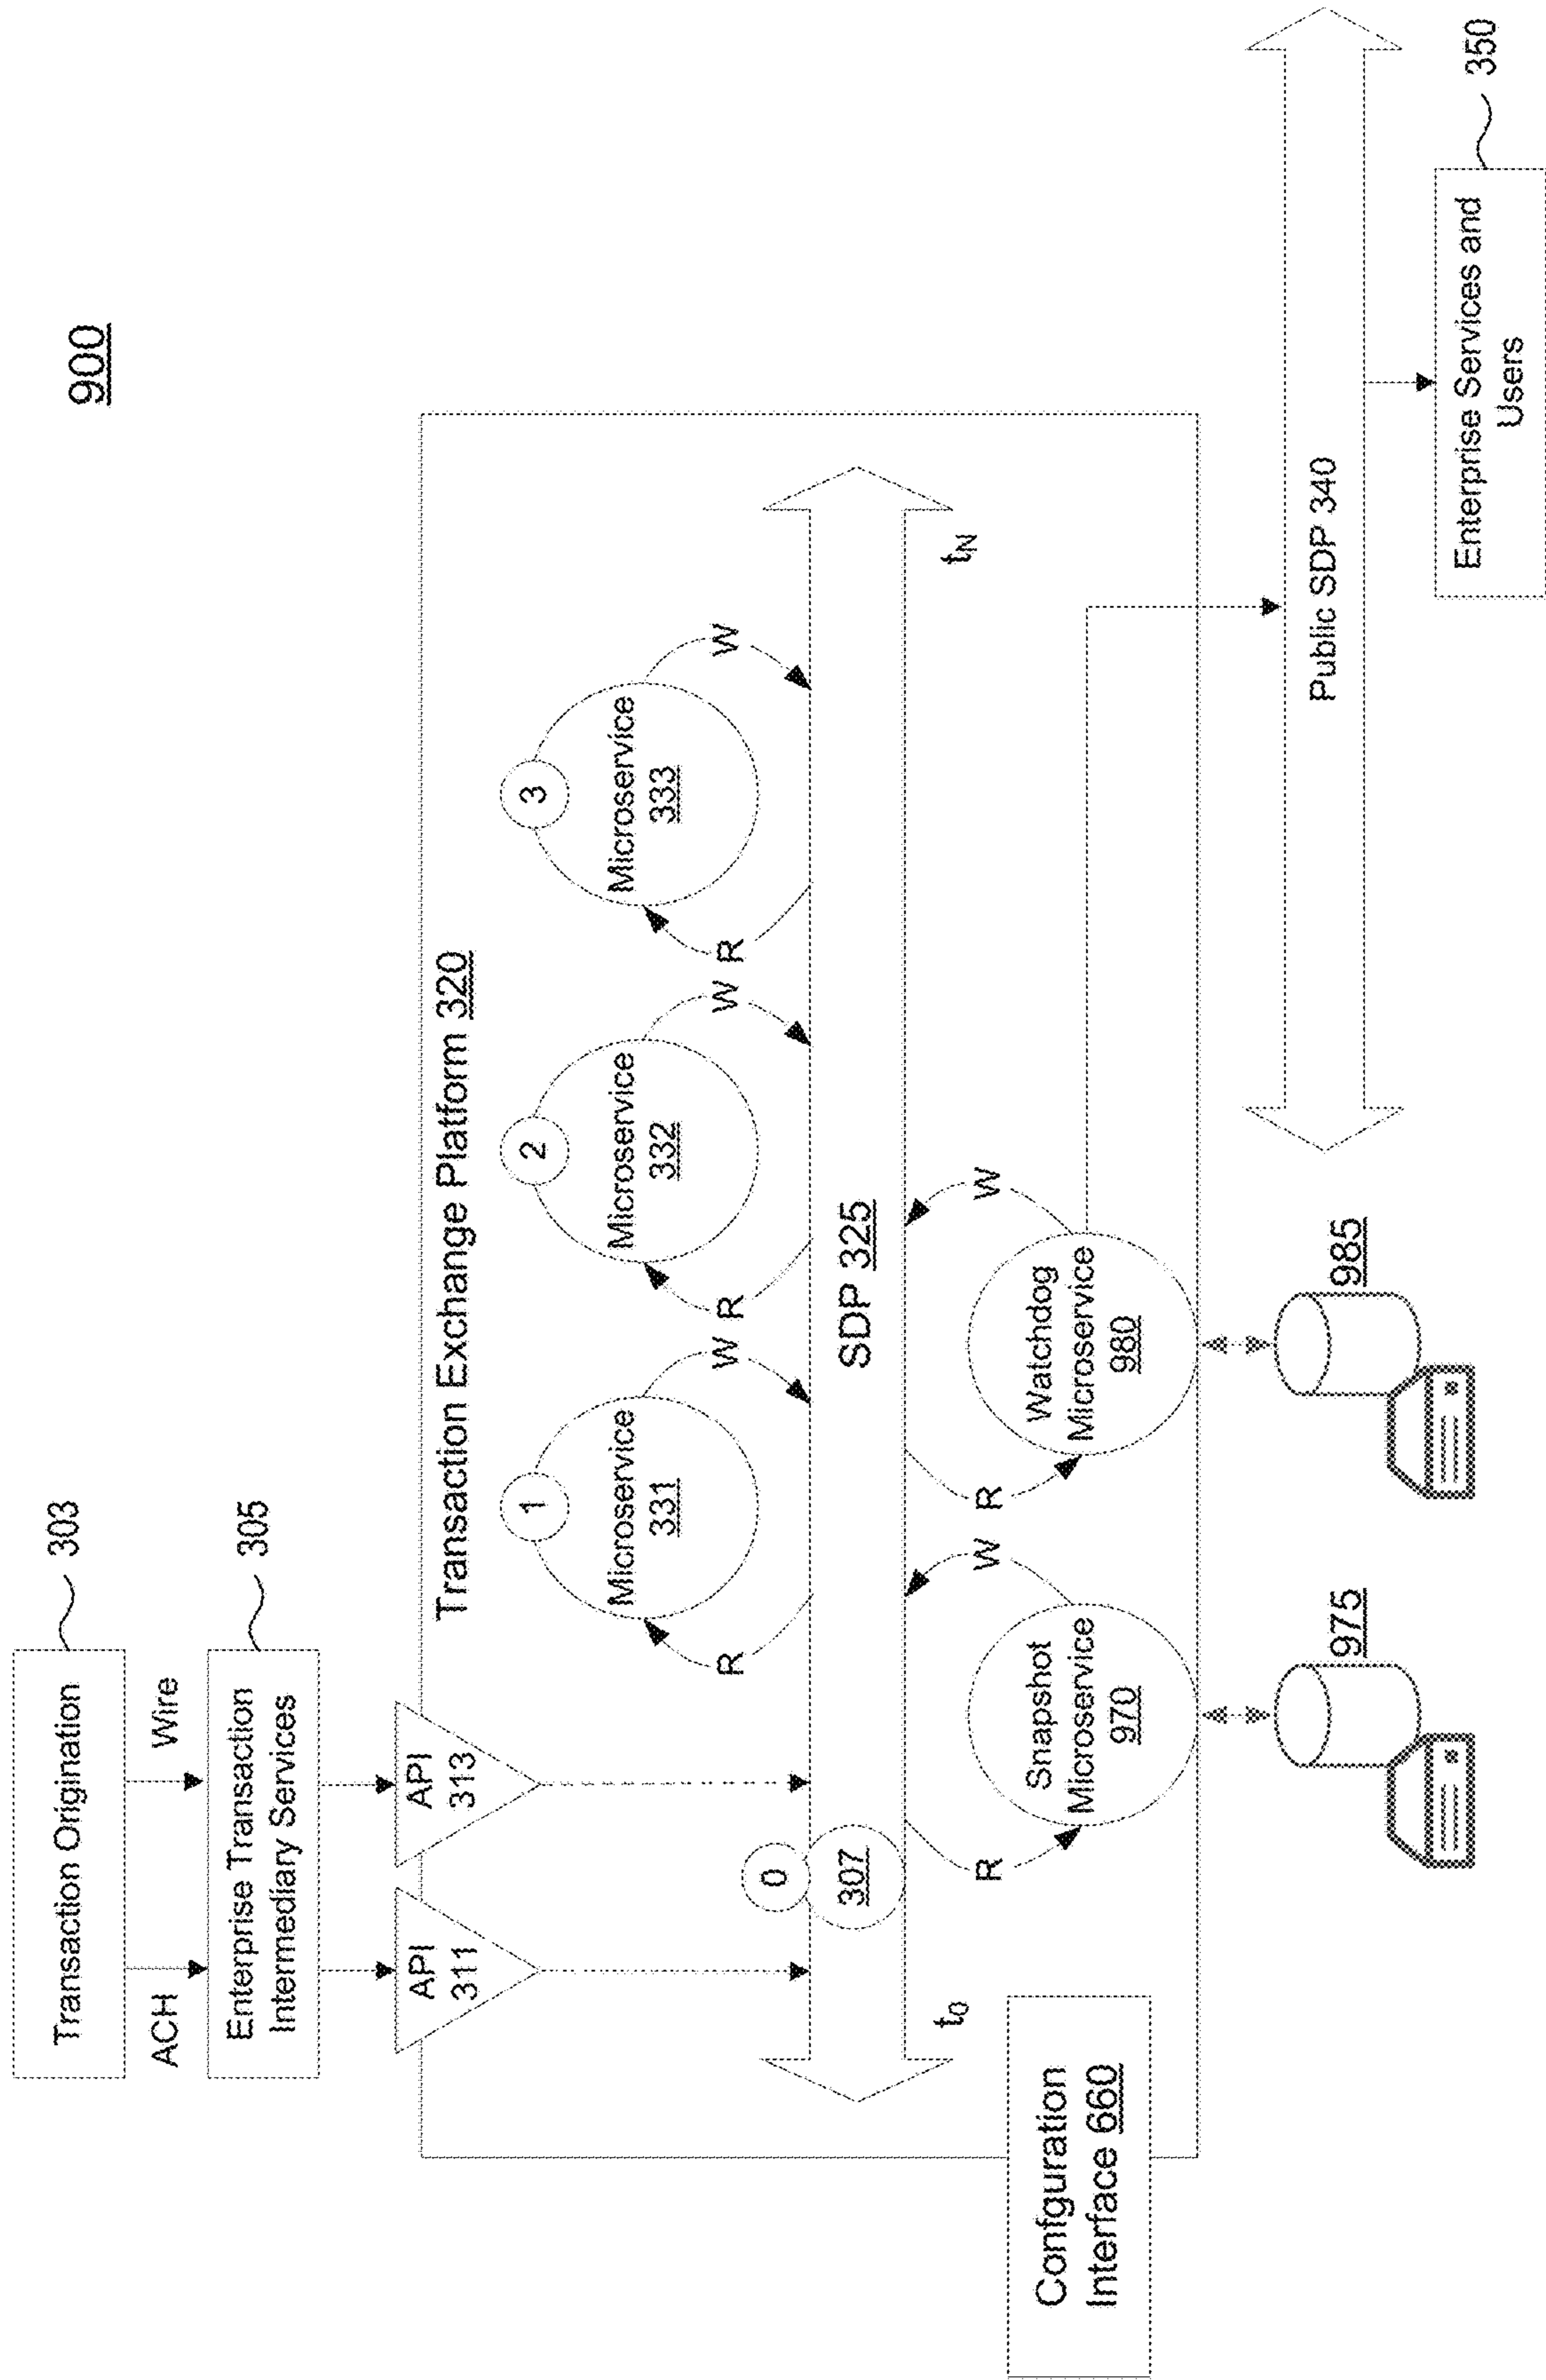 900
Transaction Origination
303
ACH
Wire
Enterprise Transaction
Intermediary Services
305
API
311
API
313
Transaction Exchange Platform 320
1
Microservice
331
R
W
2
Microservice
332
R
W
3
Microservice
333
R
W
0
307
SDP 325
t0
tN
R
W
Snapshot
Microservice
970
R
W
Watchdog
Microservice
980
Confguration
Interface 660
975
985
Public SDP 340
Enterprise Services and
Users
350